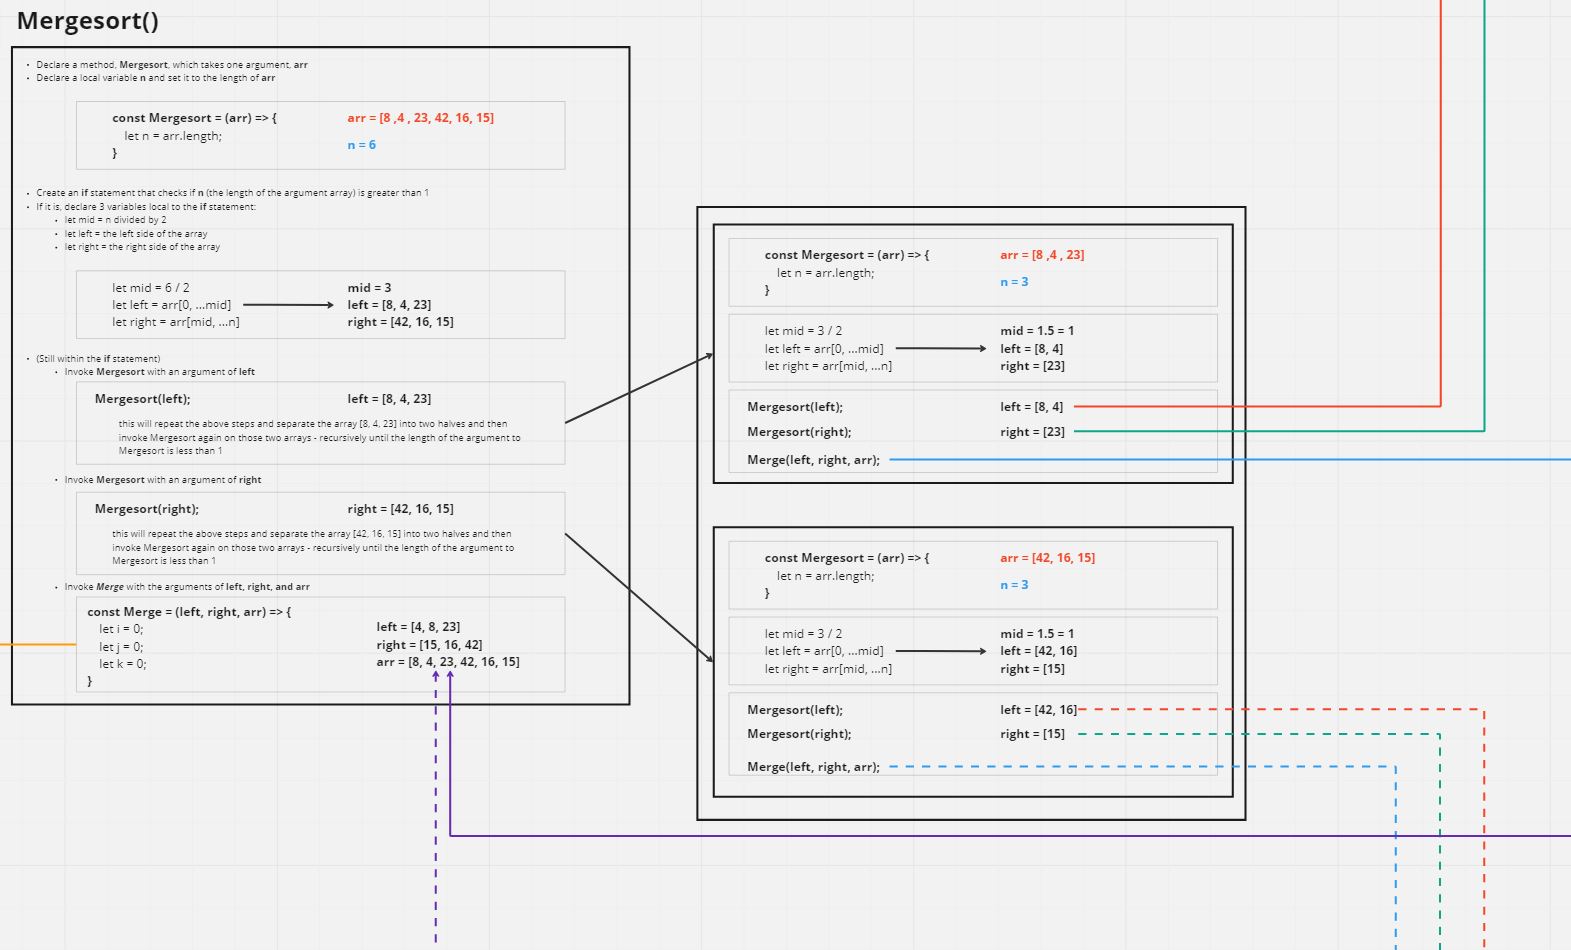 Mergesort()
• Declare a method, Mergesort, which takes one argument, arr
• Declare a local variable n and set it to the length of arr
const Mergesort = (arr) => {
let n = arr.length;
}
arr = [8 ,4 , 23, 42, 16, 15]
n = 6
• Create an if statement that checks if n (the length of the argument array) is greater than 1
• If it is, declare 3 variables local to the if statement:
• let mid = n divided by 2
• let left = the left side of the array
• let right = the right side of the array
let mid = 6 / 2
let left = arr[0, ...mid]
let right = arr[mid, ...n]
mid = 3
left = [8, 4, 23]
right = [42, 16, 15]
• (Still within the if statement)
• Invoke Mergesort with an argument of left
Mergesort(left);
left = [8, 4, 23]
this will repeat the above steps and separate the array [8, 4, 23] into two halves and then
invoke Mergesort again on those two arrays - recursively until the length of the argument to
Mergesort is less than 1
• Invoke Mergesort with an argument of right
Mergesort(right);
right = [42, 16, 15]
this will repeat the above steps and separate the array [42, 16, 15] into two halves and then
invoke Mergesort again on those two arrays - recursively until the length of the argument to
Mergesort is less than 1
• Invoke Merge with the arguments of left, right, and arr
const Merge = (left, right, arr) => {
let i = 0;
let j = 0;
let k = 0;
}
left = [4, 8, 23]
right = [15, 16, 42]
arr = [8, 4, 23, 42, 16, 15]
const Mergesort = (arr) => {
let n = arr.length;
}
arr = [8 ,4 , 23]
n = 3
let mid = 3 / 2
let left = arr[0, ...mid]
let right = arr[mid, ...n]
mid = 1.5 = 1
left = [8, 4]
right = [23]
Mergesort(left);
left = [8, 4]
Mergesort(right);
right = [23]
Merge(left, right, arr);
const Mergesort = (arr) => {
let n = arr.length;
}
arr = [42, 16, 15]
n = 3
let mid = 3 / 2
let left = arr[0, ...mid]
let right = arr[mid, ...n]
mid = 1.5 = 1
left = [42, 16]
right = [15]
Mergesort(left);
left = [42, 16]
Mergesort(right);
right = [15]
Merge(left, right, arr);